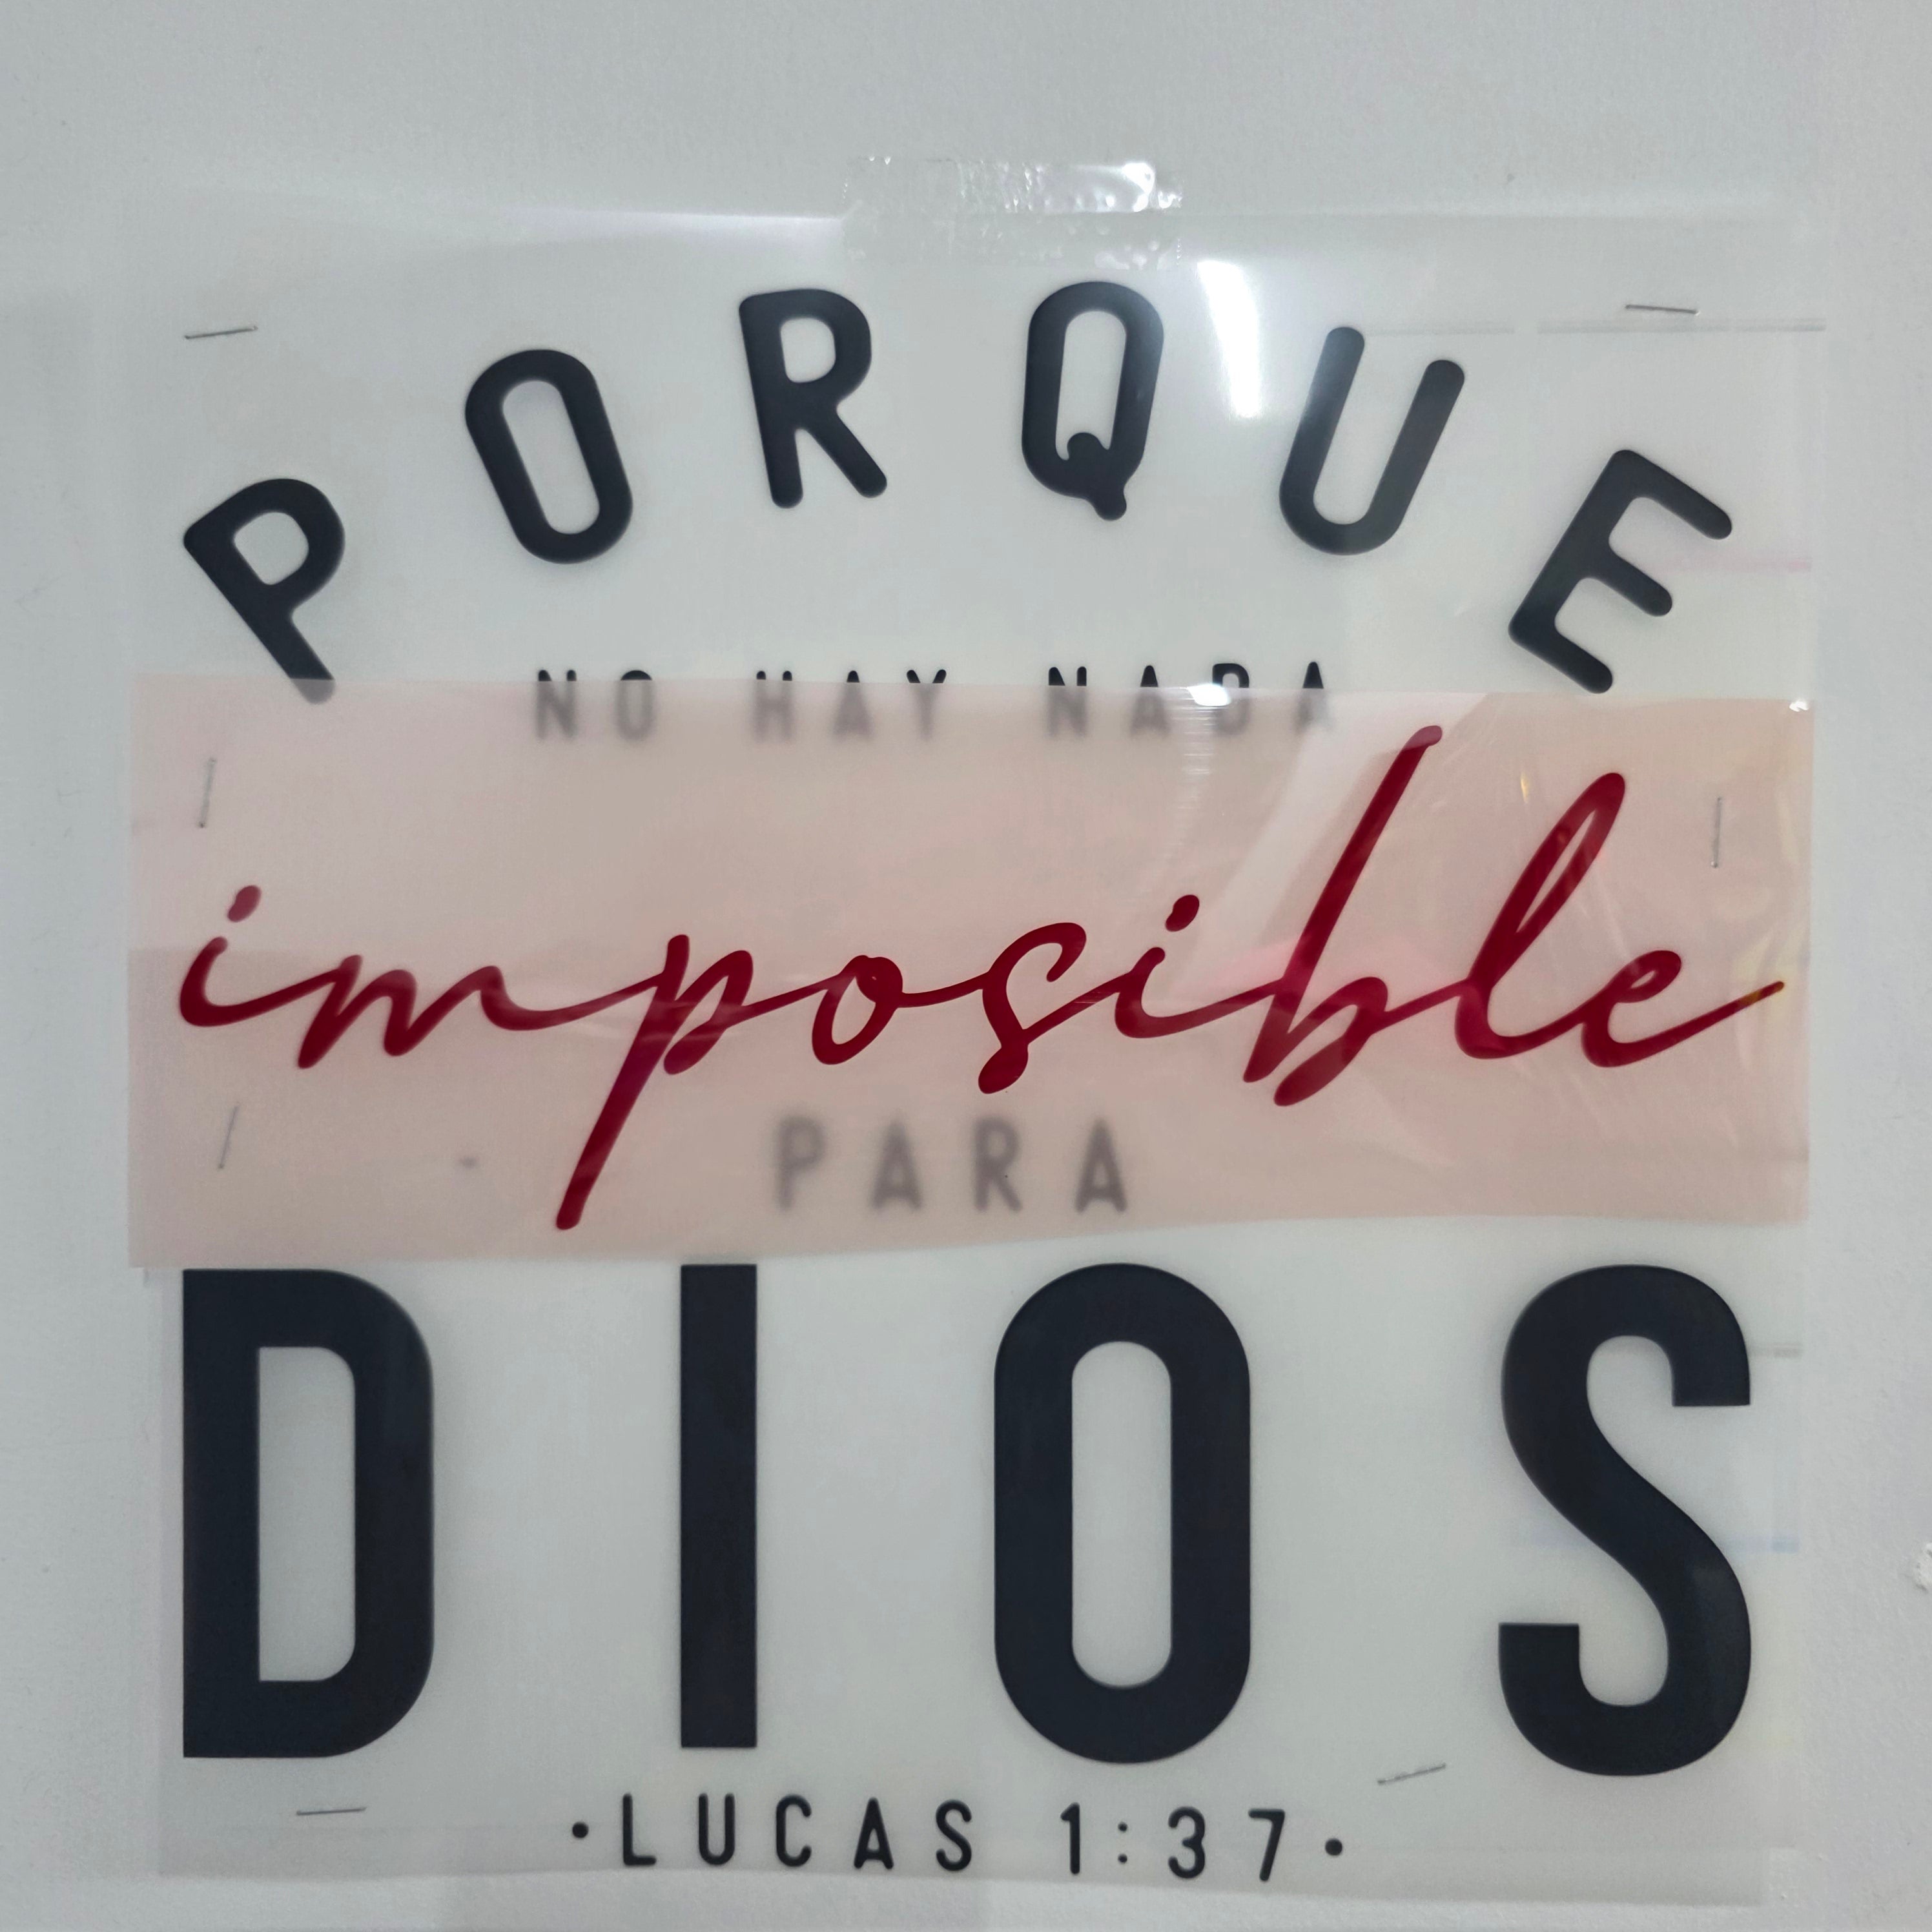 PORQUE
NO HAY NADA
imposible
PARA
DIOS
·LUCAS 1:37·